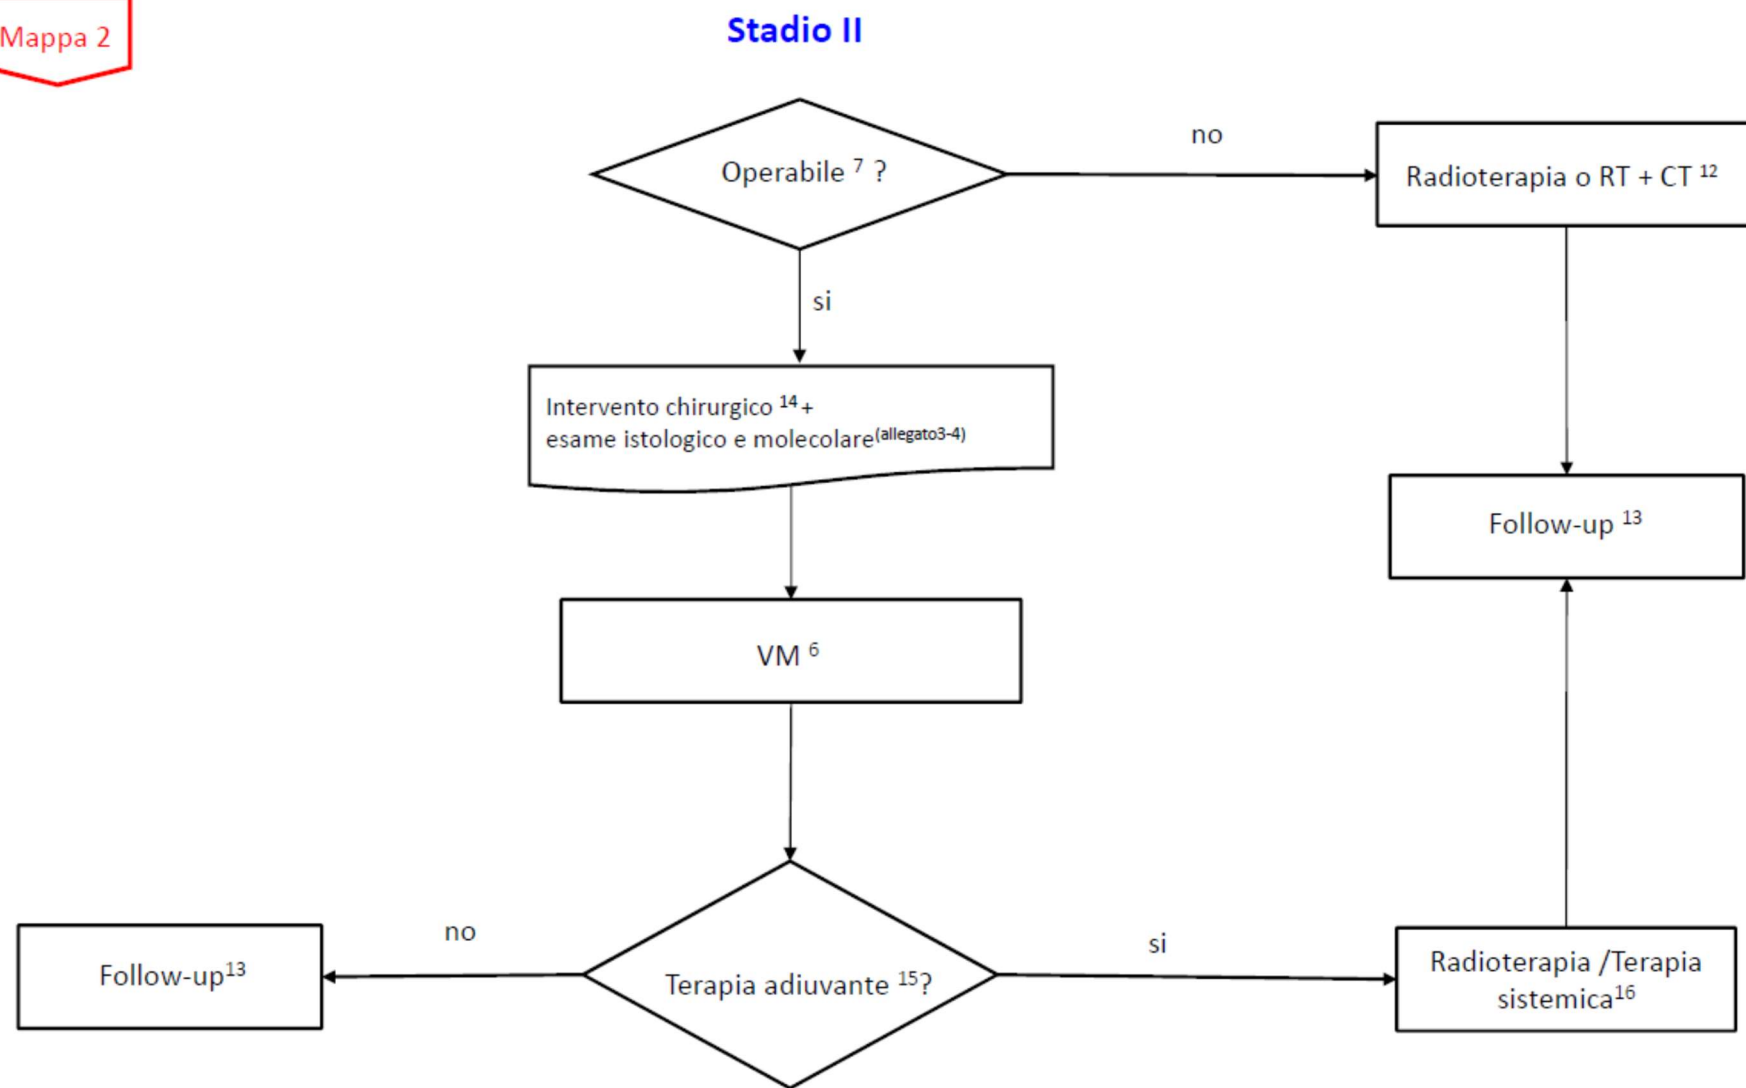 Mappa 2
Stadio II
Operabile 7 ?
no
Radioterapia o RT + CT 12
si
Intervento chirurgico 14 +
esame istologico e molecolare(allegato3-4)
Follow-up 13
VM 6
Terapia adiuvante 15?
no
Follow-up13
si
Radioterapia /Terapia
sistemica16